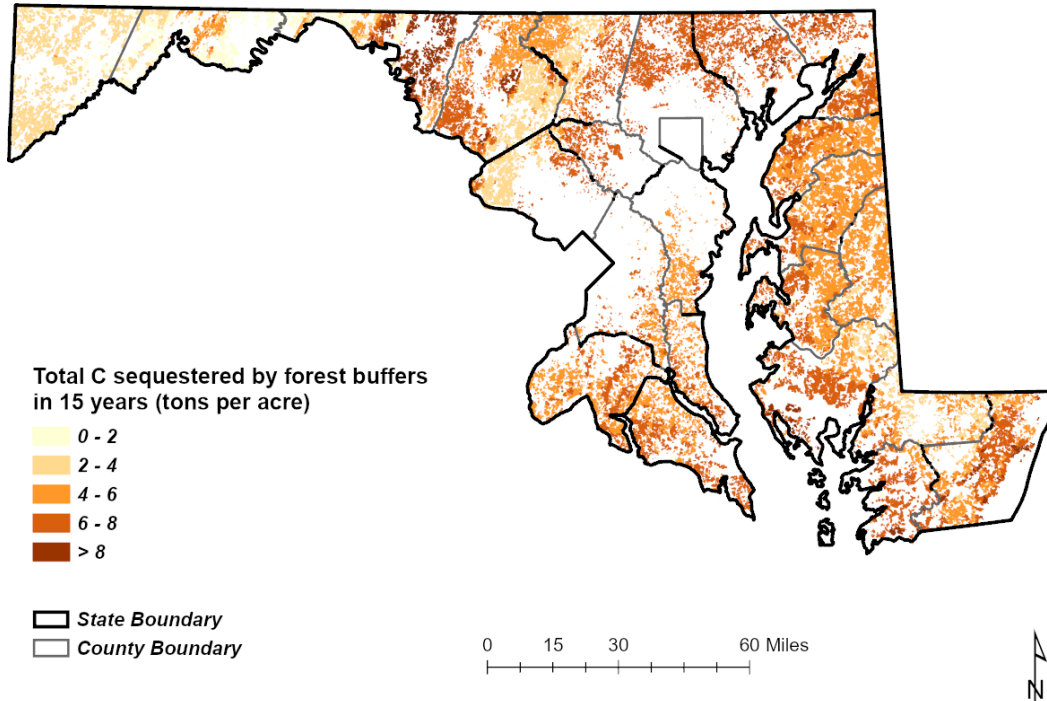 Total C sequestered by forest buffers
in 15 years (tons per acre)
0 - 2
2 - 4
4 - 6
6 - 8
> 8
State Boundary
County Boundary
0 15 30 60 Miles
N